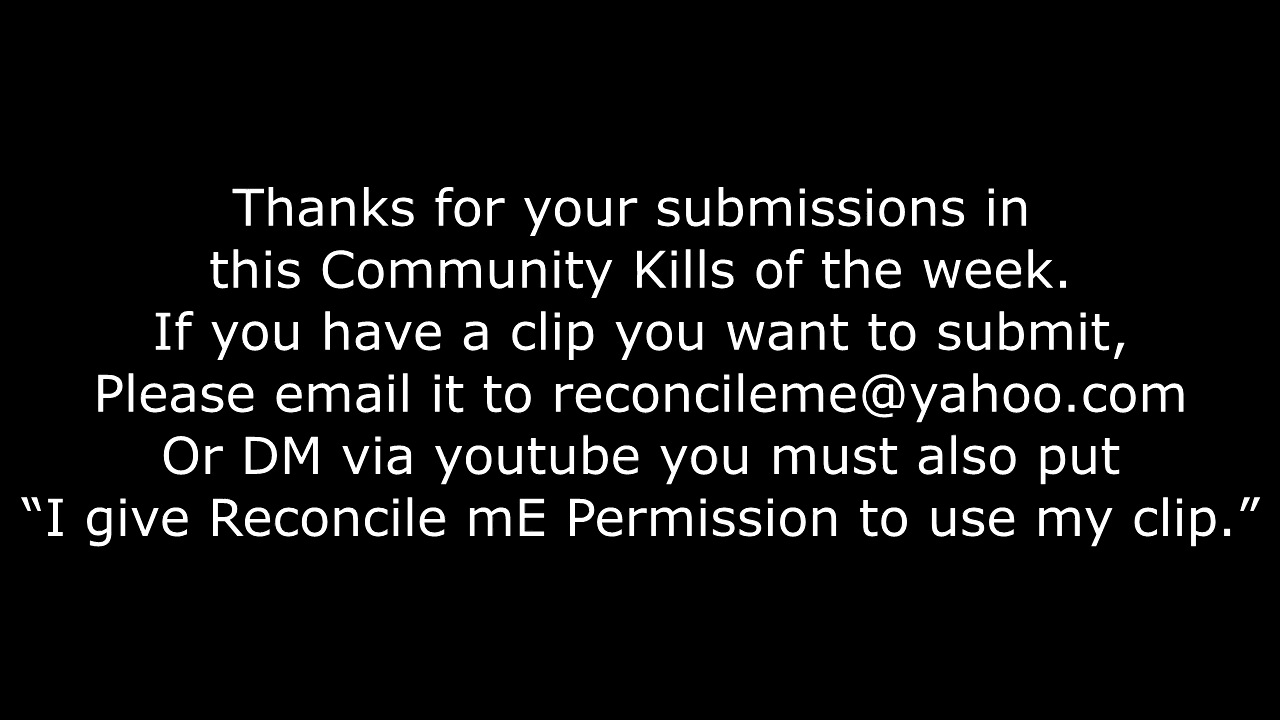 Thanks for your submissions in
this Community Kills of the week.
If you have a clip you want to submit,
Please email it to reconcileme@yahoo.com
Or DM via youtube you must also put
“I give Reconcile mE Permission to use my clip.”